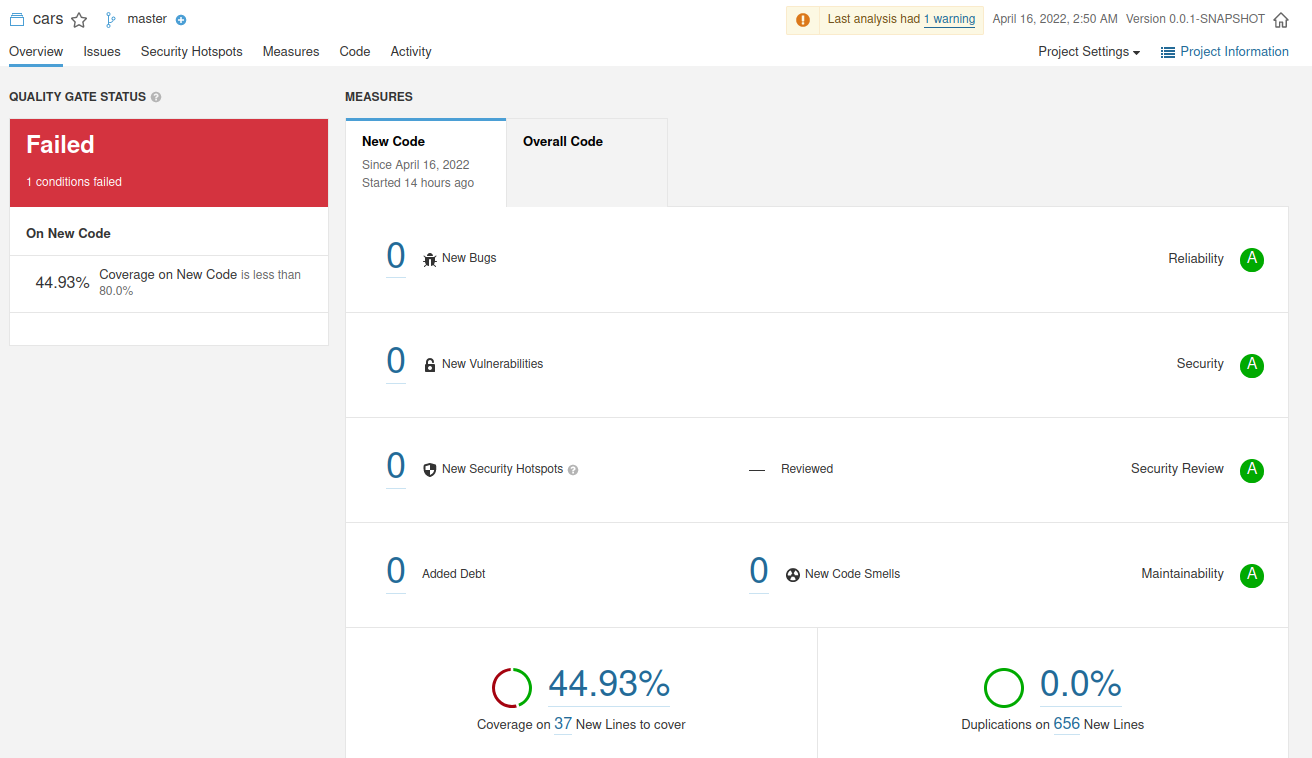 cars master Last analysis had 1 warning April 16, 2022, 2:50 AM Version 0.0.1-SNAPSHOT
Overview Issues Security Hotspots Measures Code Activity Project Settings Project Information
QUALITY GATE STATUS ?
Failed
1 conditions failed
On New Code
44.93% Coverage on New Code is less than
80.0%
MEASURES
New Code
Since April 16, 2022
Started 14 hours ago
Overall Code
0 New Bugs Reliability A
0 New Vulnerabilities Security A
0 New Security Hotspots ? — Reviewed Security Review A
0 Added Debt 0 New Code Smells Maintainability A
44.93%
Coverage on 37 New Lines to cover
0.0%
Duplications on 656 New Lines